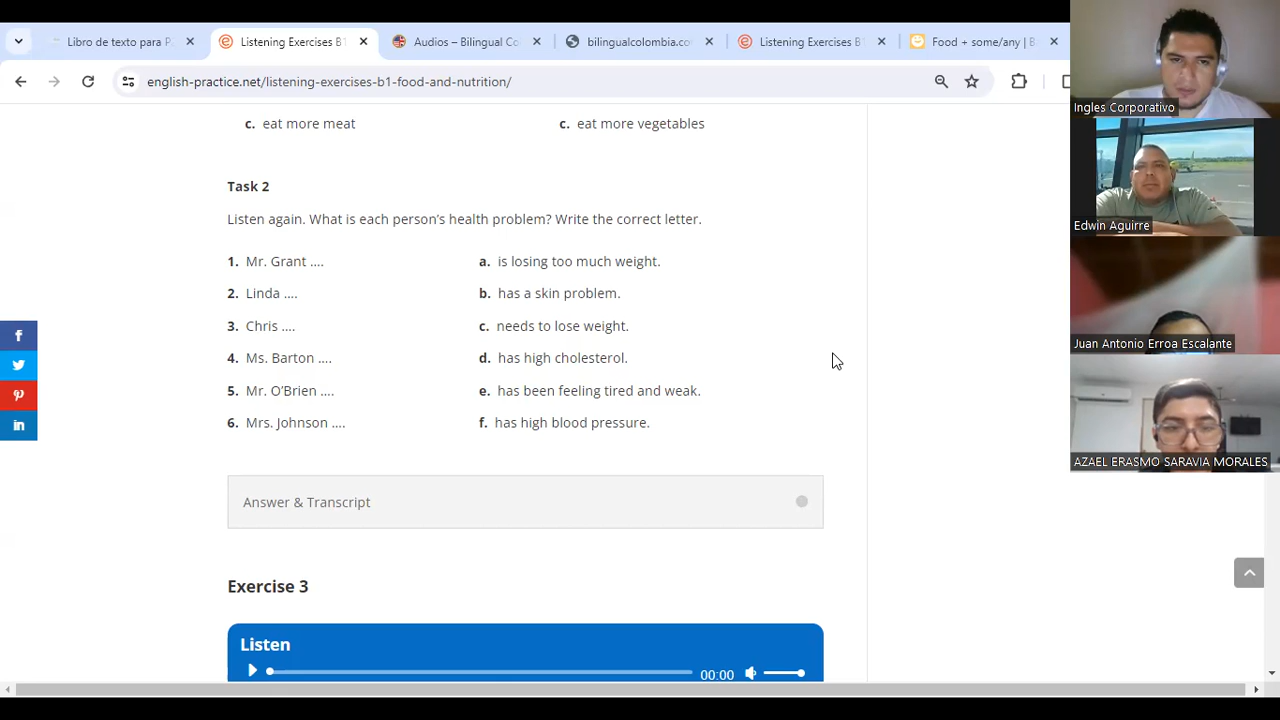 Libro de texto para P
Listening Exercises B1
Audios – Bilingual Co
bilingualcolombia.co
Listening Exercises B1
Food + some/any | B
english-practice.net/listening-exercises-b1-food-and-nutrition/
c. eat more meat
c. eat more vegetables
Task 2
Listen again. What is each person's health problem? Write the correct letter.
1. Mr. Grant ....
a. is losing too much weight.
2. Linda ....
b. has a skin problem.
3. Chris ....
c. needs to lose weight.
4. Ms. Barton ....
d. has high cholesterol.
5. Mr. O’Brien ....
e. has been feeling tired and weak.
6. Mrs. Johnson ....
f. has high blood pressure.
Answer & Transcript
Exercise 3
Listen
00:00
Ingles Corporativo
Edwin Aguirre
Juan Antonio Erroa Escalante
AZAEL ERASMO SARAVIA MORALES